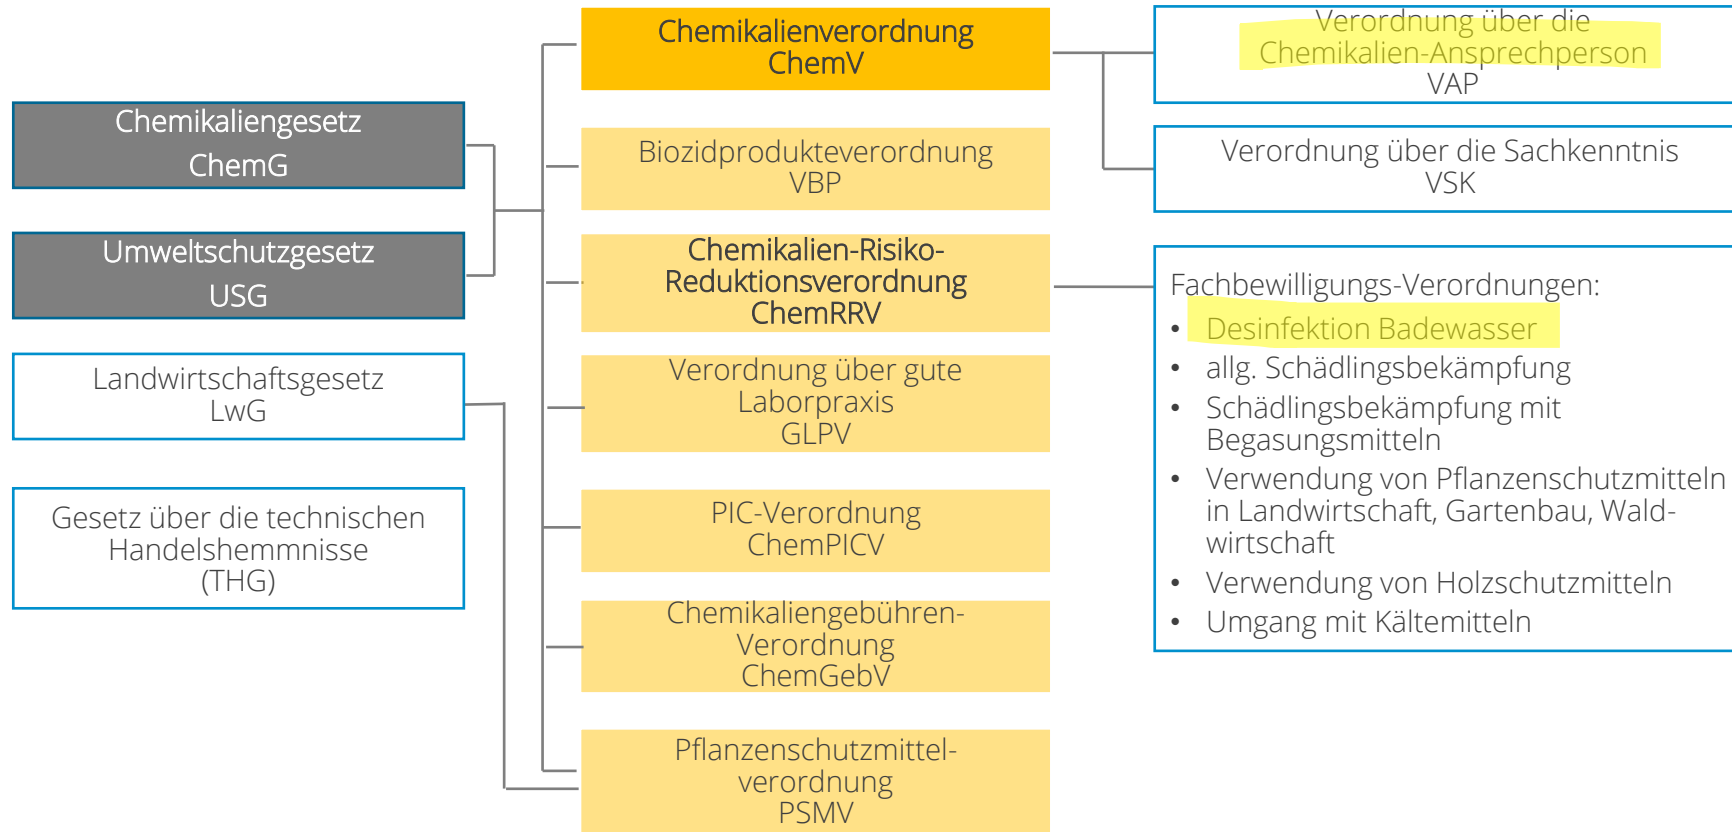 Chemikaliengesetz
ChemG
Umweltschutzgesetz
USG
Landwirtschaftsgesetz
LwG
Gesetz über die technischen
Handelshemmnisse
(THG)
Chemikalienverordnung
ChemV
Biozidprodukteverordnung
VBP
Chemikalien-Risiko-
Reduktionsverordnung
ChemRRV
Verordnung über gute
Laborpraxis
GLPV
PIC-Verordnung
ChemPICV
Chemikaliengebühren-
Verordnung
ChemGebV
Pflanzenschutzmittel-
verordnung
PSMV
Verordnung über die
Chemikalien-Ansprechperson
VAP
Verordnung über die Sachkenntnis
VSK
Fachbewilligungs-Verordnungen:
• Desinfektion Badewasser
• allg. Schädlingsbekämpfung
• Schädlingsbekämpfung mit
Begasungsmitteln
• Verwendung von Pflanzenschutzmitteln
in Landwirtschaft, Gartenbau, Wald-
wirtschaft
• Verwendung von Holzschutzmitteln
• Umgang mit Kältemitteln